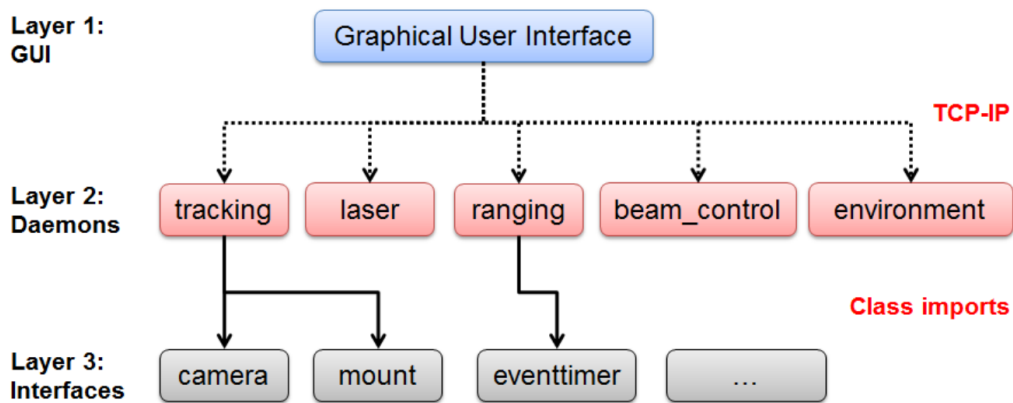 Layer 1:
GUI
Graphical User Interface
TCP-IP
Layer 2:
Daemons
tracking
laser
ranging
beam_control
environment
Class imports
Layer 3:
Interfaces
camera
mount
eventtimer
...